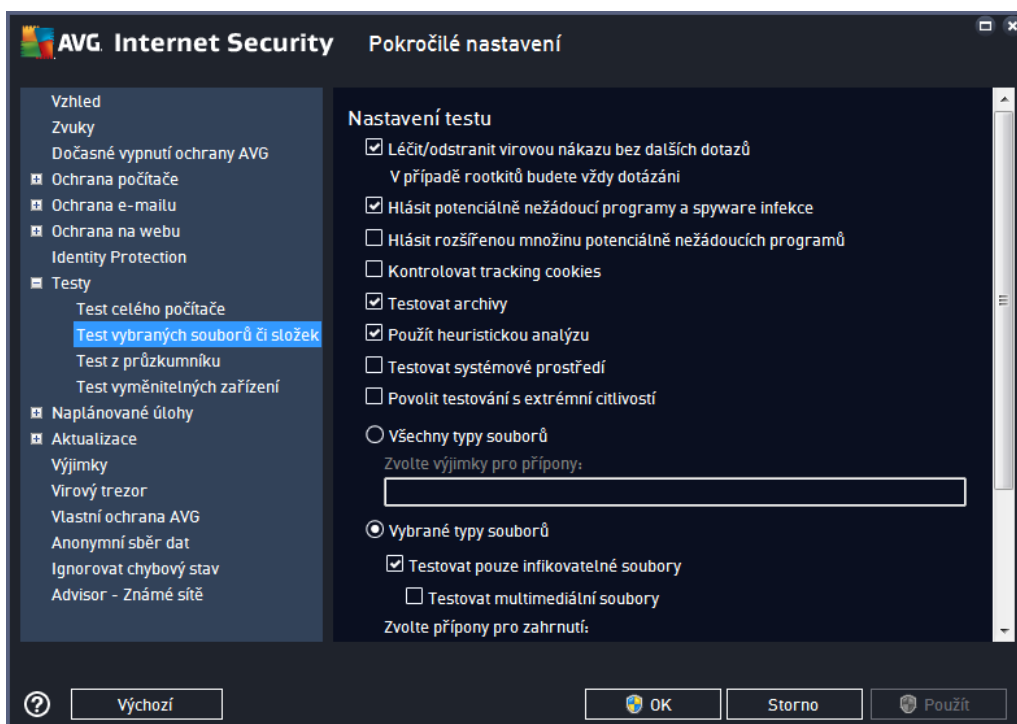 AVG. Internet Security
Pokročilé nastavení
Vzhled
Zvuky
Dočasné vypnutí ochrany AVG
Ochrana počítače
Ochrana e-mailu
Ochrana na webu
Identity Protection
Testy
Test celého počítače
Test vybraných souborů či složek
Test z průzkumníku
Test vyměnitelných zařízení
Naplánované úlohy
Aktualizace
Výjimky
Virový trezor
Vlastní ochrana AVG
Anonymní sběr dat
Ignorovat chybový stav
Advisor - Známé sítě
Nastavení testu
Léčit/odstranit virovou nákazu bez dalších dotazů
V případě rootkitů budete vždy dotázáni
Hlásit potenciálně nežádoucí programy a spyware infekce
Hlásit rozšířenou množinu potenciálně nežádoucích programů
Kontrolovat tracking cookies
Testovat archivy
Použít heuristickou analýzu
Testovat systémové prostředí
Povolit testování s extrémní citlivostí
Všechny typy souborů
Zvolte výjimky pro přípony:
Vybrané typy souborů
Testovat pouze infikovatelné soubory
Testovat multimediální soubory
Zvolte přípony pro zahrnutí:
Výchozí
OK
Storno
Použít